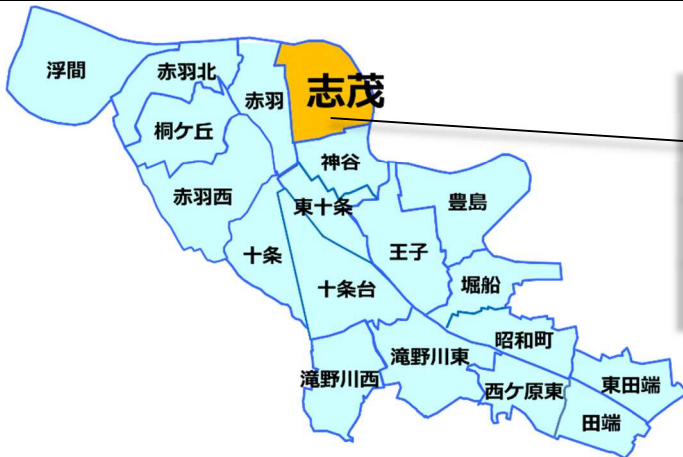 浮間
赤羽北
赤羽
志茂
桐ケ丘
神谷
赤羽西
東十条
豊島
十条
王子
十条台
堀船
昭和町
滝野川東
滝野川西
西ケ原東
東田端
田端